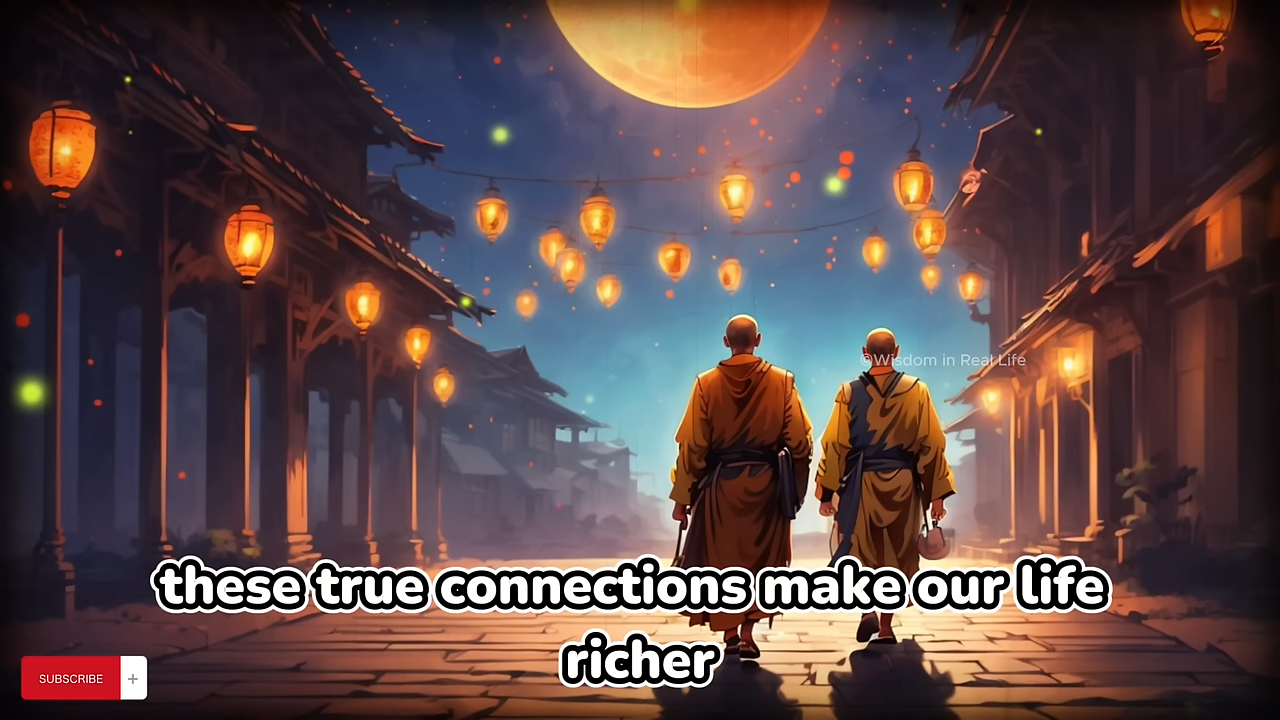 ©Wisdom in Real Life
these true connections make our life
richer
SUBSCRIBE +